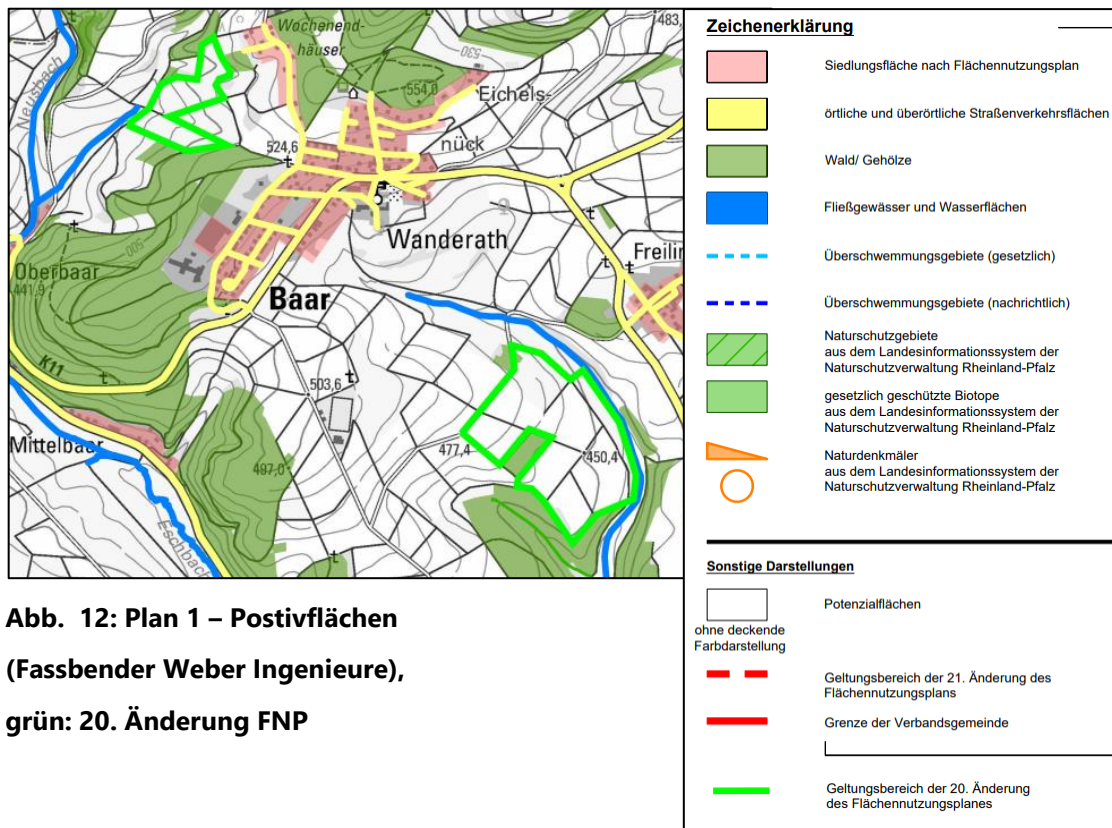 Wochenend-
häuser
483,
530
Neusbach
554,0
Eichels-
nück
524,6
Wanderath
500
Oberbaar
441,9
Freilin
Baar
K11
503,6
Mittelbaar
477,4
450,4
497,0
Eschbach
Abb. 12: Plan 1 – Postivflächen
(Fassbender Weber Ingenieure),
grün: 20. Änderung FNP
Zeichenerklärung
Siedlungsfläche nach Flächennutzungsplan
örtliche und überörtliche Straßenverkehrsflächen
Wald/ Gehölze
Fließgewässer und Wasserflächen
Überschwemmungsgebiete (gesetzlich)
Überschwemmungsgebiete (nachrichtlich)
Naturschutzgebiete
aus dem Landesinformationssystem der
Naturschutzverwaltung Rheinland-Pfalz
gesetzlich geschützte Biotope
aus dem Landesinformationssystem der
Naturschutzverwaltung Rheinland-Pfalz
Naturdenkmäler
aus dem Landesinformationssystem der
Naturschutzverwaltung Rheinland-Pfalz
Sonstige Darstellungen
Potenzialflächen
ohne deckende
Farbdarstellung
Geltungsbereich der 21. Änderung des
Flächennutzungsplans
Grenze der Verbandsgemeinde
Geltungsbereich der 20. Änderung
des Flächennutzungsplanes